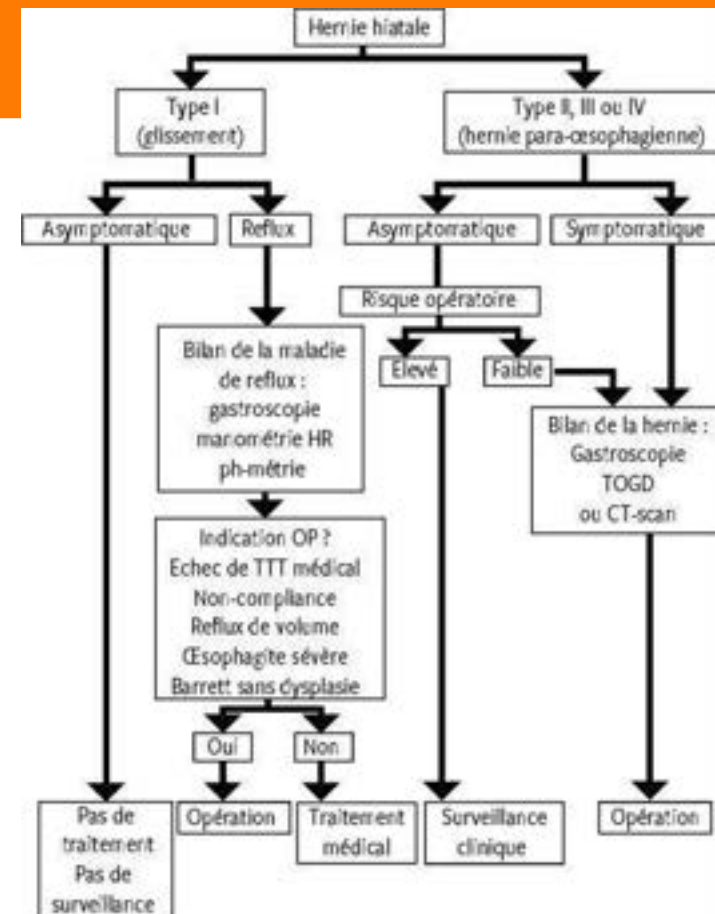 Hernie hiatale
Type I
(glissement)
Type II, III ou IV
(hernie para-œsophagienne)
Asymptomatique
Reflux
Asymptomatique
Symptomatique
Risque opératoire
Bilan de la maladie
de reflux :
gastroscopie
manométrie HR
ph-métrie
Elevé
Faible
Bilan de la hernie :
Gastroscopie
TOGD
ou CT-scan
Indication OP ?
Echec de TTT médical
Non-compliance
Reflux de volume
Œsophagite sévère
Barrett sans dysplasie
Oui
Non
Pas de
traitement
Pas de
surveillance
Opération
Traitement
médical
Surveillance
clinique
Opération